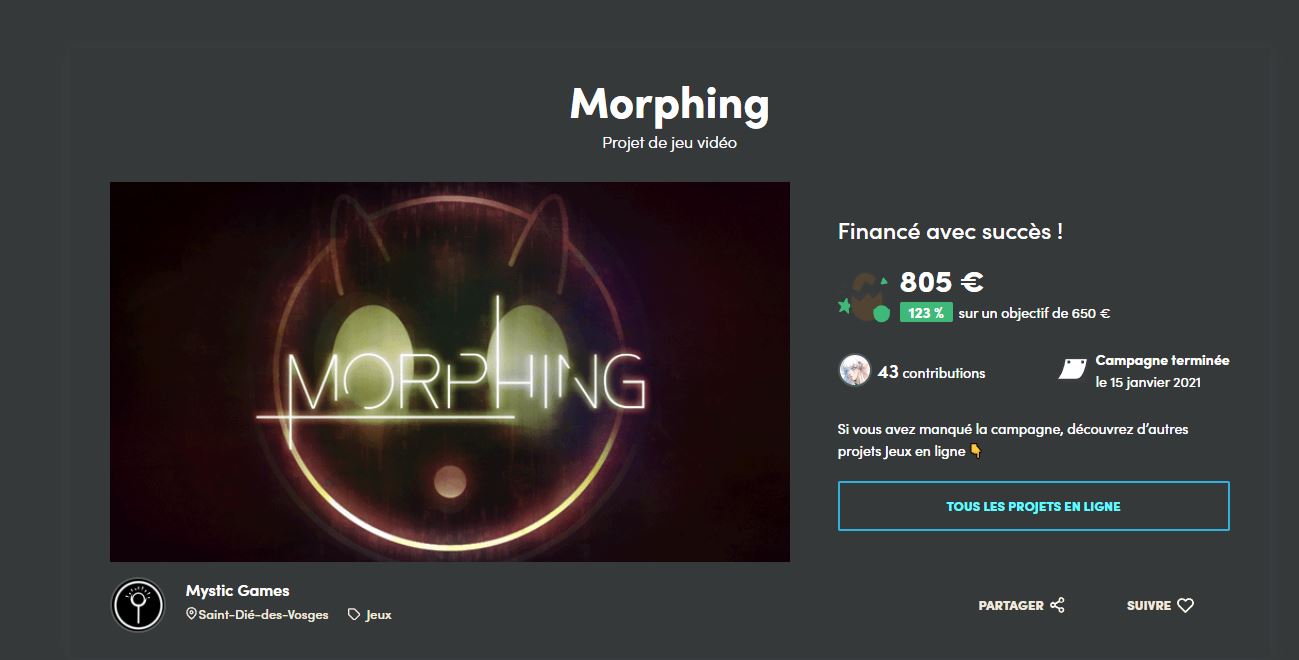 Morphing
Projet de jeu vidéo
MORPHING
Financé avec succès !
805 €
123 % sur un objectif de 650 €
43 contributions
Campagne terminée
le 15 janvier 2021
Si vous avez manqué la campagne, découvrez d'autres
projets Jeux en ligne 👇
TOUS LES PROJETS EN LIGNE
Mystic Games
Saint-Dié-des-Vosges Jeux
PARTAGER SUIVRE